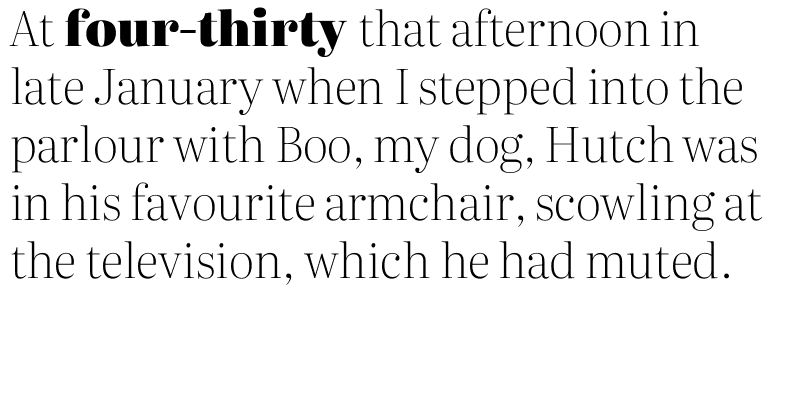 At four-thirty that afternoon in
late January when I stepped into the
parlour with Boo, my dog, Hutch was
in his favourite armchair, scowling at
the television, which he had muted.